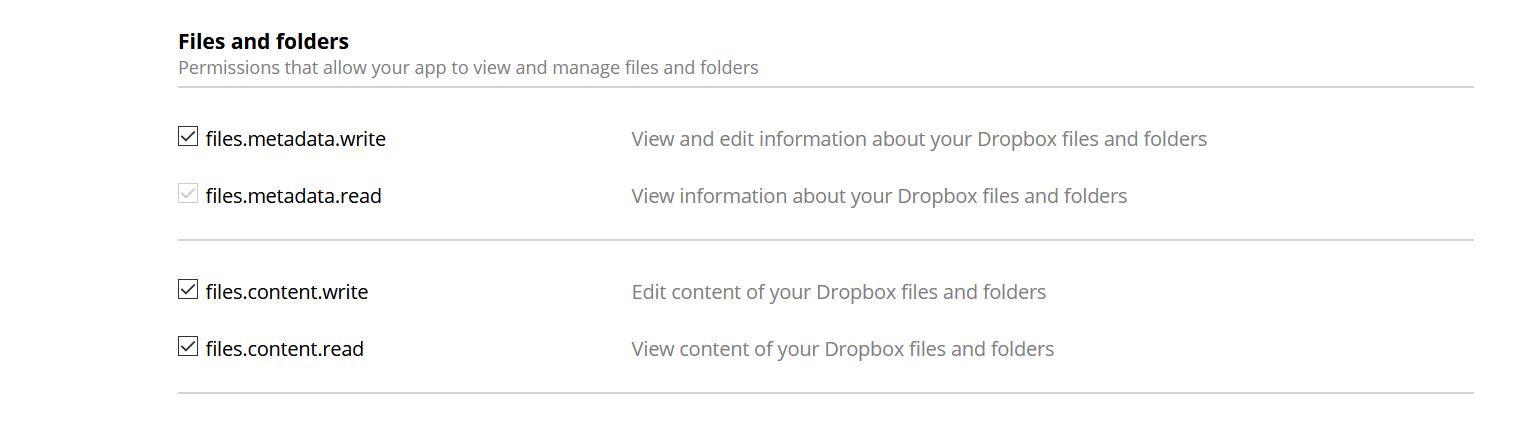 Files and folders
Permissions that allow your app to view and manage files and folders
files.metadata.write View and edit information about your Dropbox files and folders
files.metadata.read View information about your Dropbox files and folders
files.content.write Edit content of your Dropbox files and folders
files.content.read View content of your Dropbox files and folders